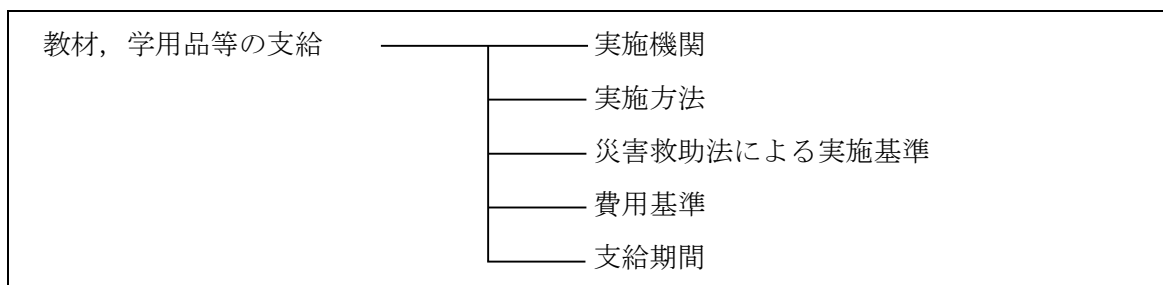 教材，学用品等の支給
実施機関
実施方法
災害救助法による実施基準
費用基準
支給期間